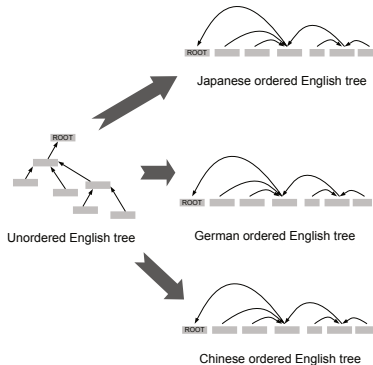 ROOT
Japanese ordered English tree
ROOT
Unordered English tree
ROOT
German ordered English tree
ROOT
Chinese ordered English tree